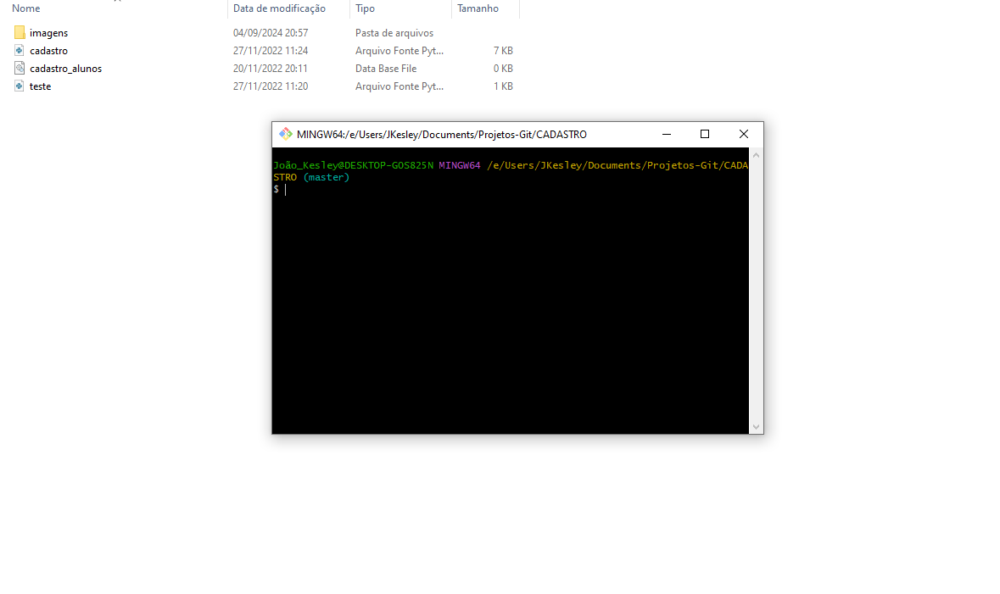 Nome Data de modificação Tipo Tamanho
imagens 04/09/2024 20:57 Pasta de arquivos
cadastro 27/11/2022 11:24 Arquivo Fonte Pyt... 7 KB
cadastro_alunos 20/11/2022 20:11 Data Base File 0 KB
teste 27/11/2022 11:20 Arquivo Fonte Pyt... 1 KB
MINGW64:/e/Users/JKesley/Documents/Projetos-Git/CADASTRO
João_Kesley@DESKTOP-GOS825N MINGW64 /e/Users/JKesley/Documents/Projetos-Git/CADA
STRO (master)
$